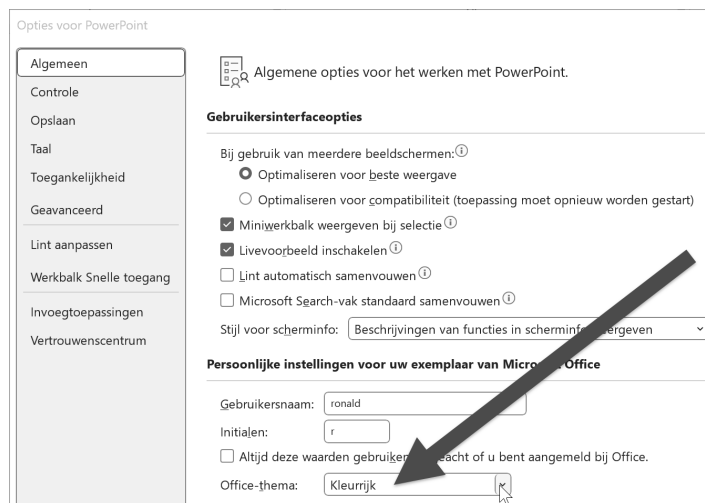 Opties voor PowerPoint
Algemeen
Controle
Opslaan
Taal
Toegankelijkheid
Geavanceerd
Lint aanpassen
Werkbalk Snelle toegang
Invoegtoepassingen
Vertrouwenscentrum
Algemene opties voor het werken met PowerPoint.
Gebruikersinterfaceopties
Bij gebruik van meerdere beeldschermen:
Optimaliseren voor beste weergave
Optimaliseren voor compatibiliteit (toepassing moet opnieuw worden gestart)
Miniwerkbalk weergeven bij selectie
Livevoorbeeld inschakelen
Lint automatisch samenvouwen
Microsoft Search-vak standaard samenvouwen
Stijl voor scherminfo: Beschrijvingen van functies in scherminfo
Persoonlijke instellingen voor uw exemplaar van Office
Gebruikersnaam: ronald
Initialen: r
Altijd deze waarden of u bent aangemeld bij Office.
Office-thema: Kleurrijk